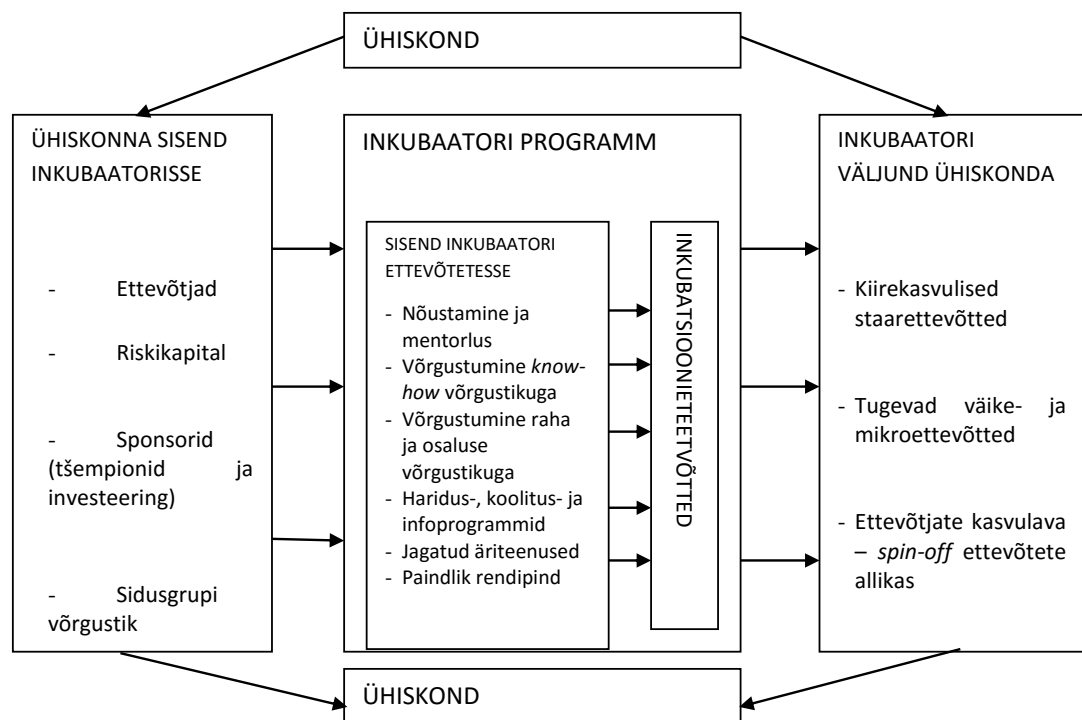 ÜHISKOND
ÜHISKONNA SISEND
INKUBAATORISSE
- Ettevõtjad
- Riskikapital
- Sponsorid
(tšempionid ja
investeering)
- Sidusgrupi
võrgustik
INKUBAATORI PROGRAMM
SISEND INKUBAATORI
ETTEVÕTETESSE
- Nõustamine ja
mentorlus
- Võrgustumine know-
how võrgustikuga
- Võrgustumine raha
ja osaluse
võrgustikuga
- Haridus-, koolitus- ja
infoprogrammid
- Jagatud äriteenused
- Paindlik rendipind
INKUBATSIOONIETEETVÕTTED
INKUBAATORI
VÄLJUND ÜHISKONDA
- Kiirekasvulised
staarettevõtted
- Tugevad väike- ja
mikroettevõtted
- Ettevõtjate kasvulava
– spin-off ettevõtete
allikas
ÜHISKOND